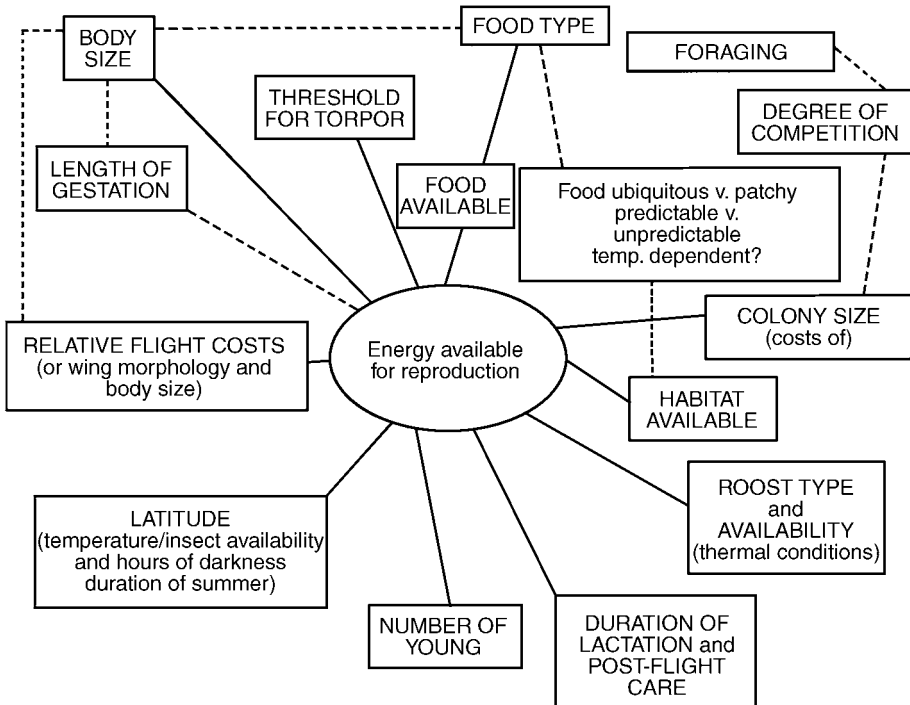 BODY
SIZE
FOOD TYPE
FORAGING
THRESHOLD
FOR TORPOR
DEGREE OF
COMPETITION
LENGTH OF
GESTATION
FOOD
AVAILABLE
Food ubiquitous v. patchy
predictable v.
unpredictable
temp. dependent?
RELATIVE FLIGHT COSTS
(or wing morphology and
body size)
Energy available
for reproduction
COLONY SIZE
(costs of)
HABITAT
AVAILABLE
LATITUDE
(temperature/insect availability
and hours of darkness
duration of summer)
ROOST TYPE
and
AVAILABILITY
(thermal conditions)
NUMBER OF
YOUNG
DURATION OF
LACTATION and
POST-FLIGHT
CARE